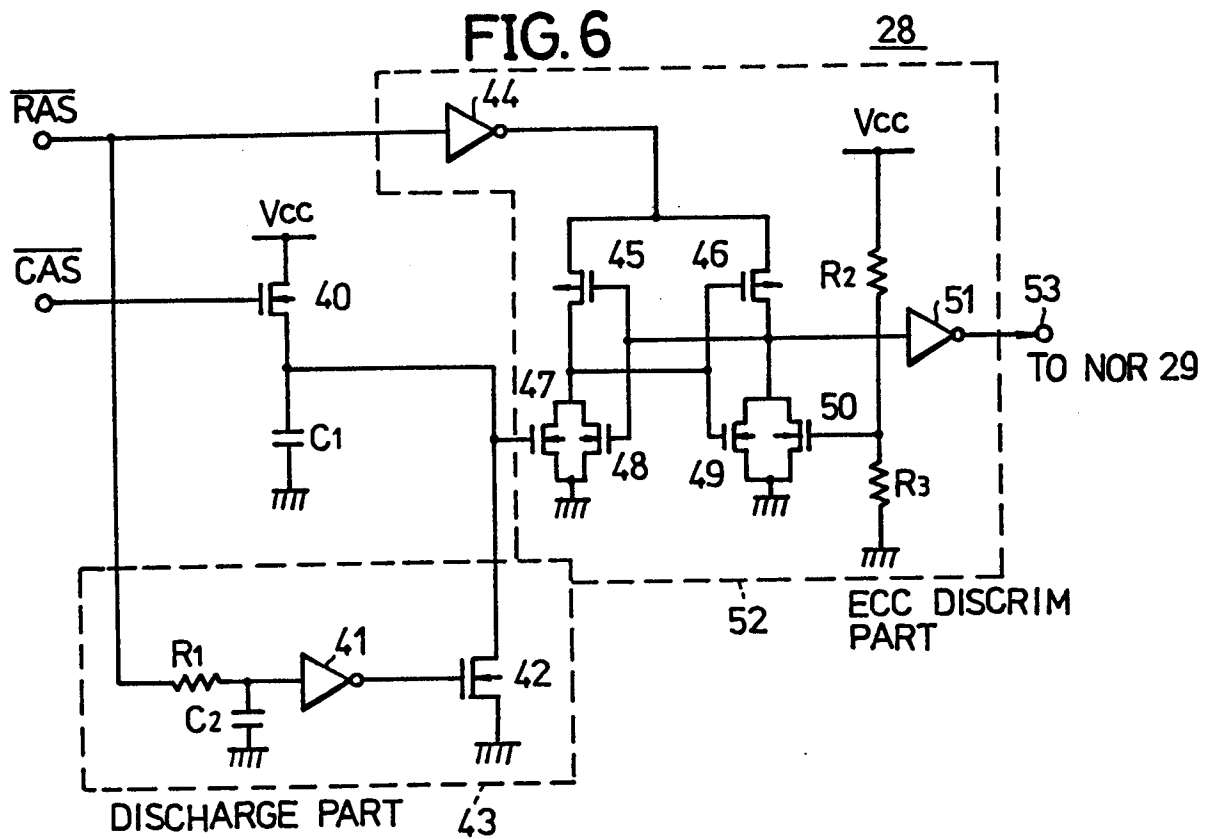 FIG. 6
28
RAS
44
Vcc
Vcc
CAS
40
45
46
R2
51
53
TO NOR 29
47
50
C1
48
49
R3
ECC DISCRIM
PART
52
R1
41
42
C2
DISCHARGE PART
43